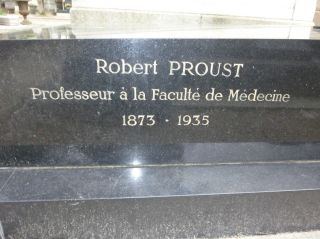 Robert PROUST
Professeur à la Faculté de Médecine
1873 · 1935